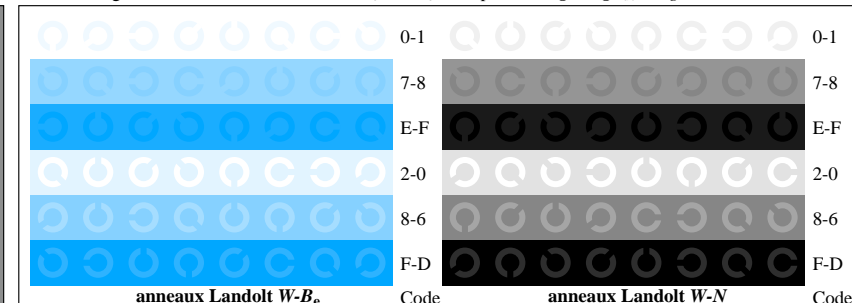 0-1 0-1
7-8 7-8
E-F E-F
2-0 2-0
8-6 8-6
F-D F-D
anneaux Landolt W-Be Code anneaux Landolt W-N Code